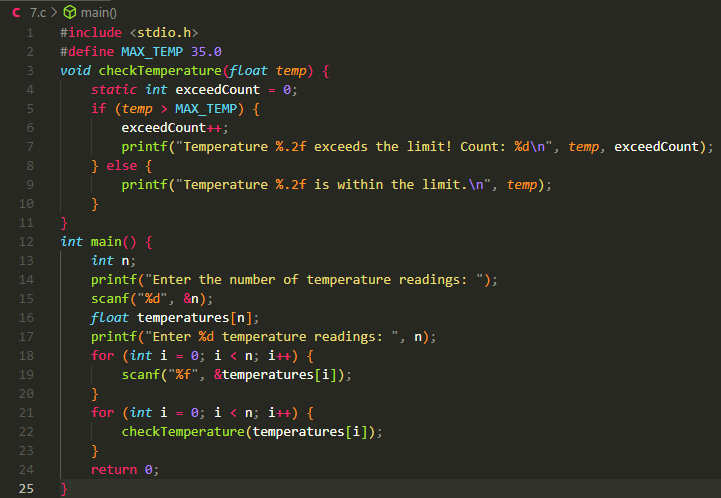 C 7.c > main()
1 #include <stdio.h>
2 #define MAX_TEMP 35.0
3 void checkTemperature(float temp) {
4 static int exceedCount = 0;
5 if (temp > MAX_TEMP) {
6 exceedCount++;
7 printf("Temperature %.2f exceeds the limit! Count: %d\n", temp, exceedCount);
8 } else {
9 printf("Temperature %.2f is within the limit.\n", temp);
10 }
11 }
12 int main() {
13 int n;
14 printf("Enter the number of temperature readings: ");
15 scanf("%d", &n);
16 float temperatures[n];
17 printf("Enter %d temperature readings: ", n);
18 for (int i = 0; i < n; i++) {
19 scanf("%f", &temperatures[i]);
20 }
21 for (int i = 0; i < n; i++) {
22 checkTemperature(temperatures[i]);
23 }
24 return 0;
25 }